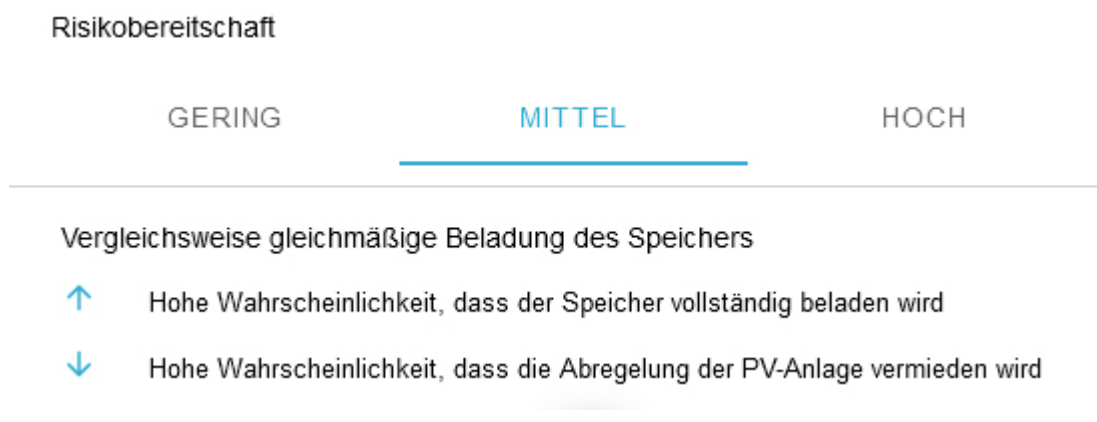 Risikobereitschaft
GERING MITTEL HOCH
Vergleichsweise gleichmäßige Beladung des Speichers
Hohe Wahrscheinlichkeit, dass der Speicher vollständig beladen wird
Hohe Wahrscheinlichkeit, dass die Abregelung der PV-Anlage vermieden wird